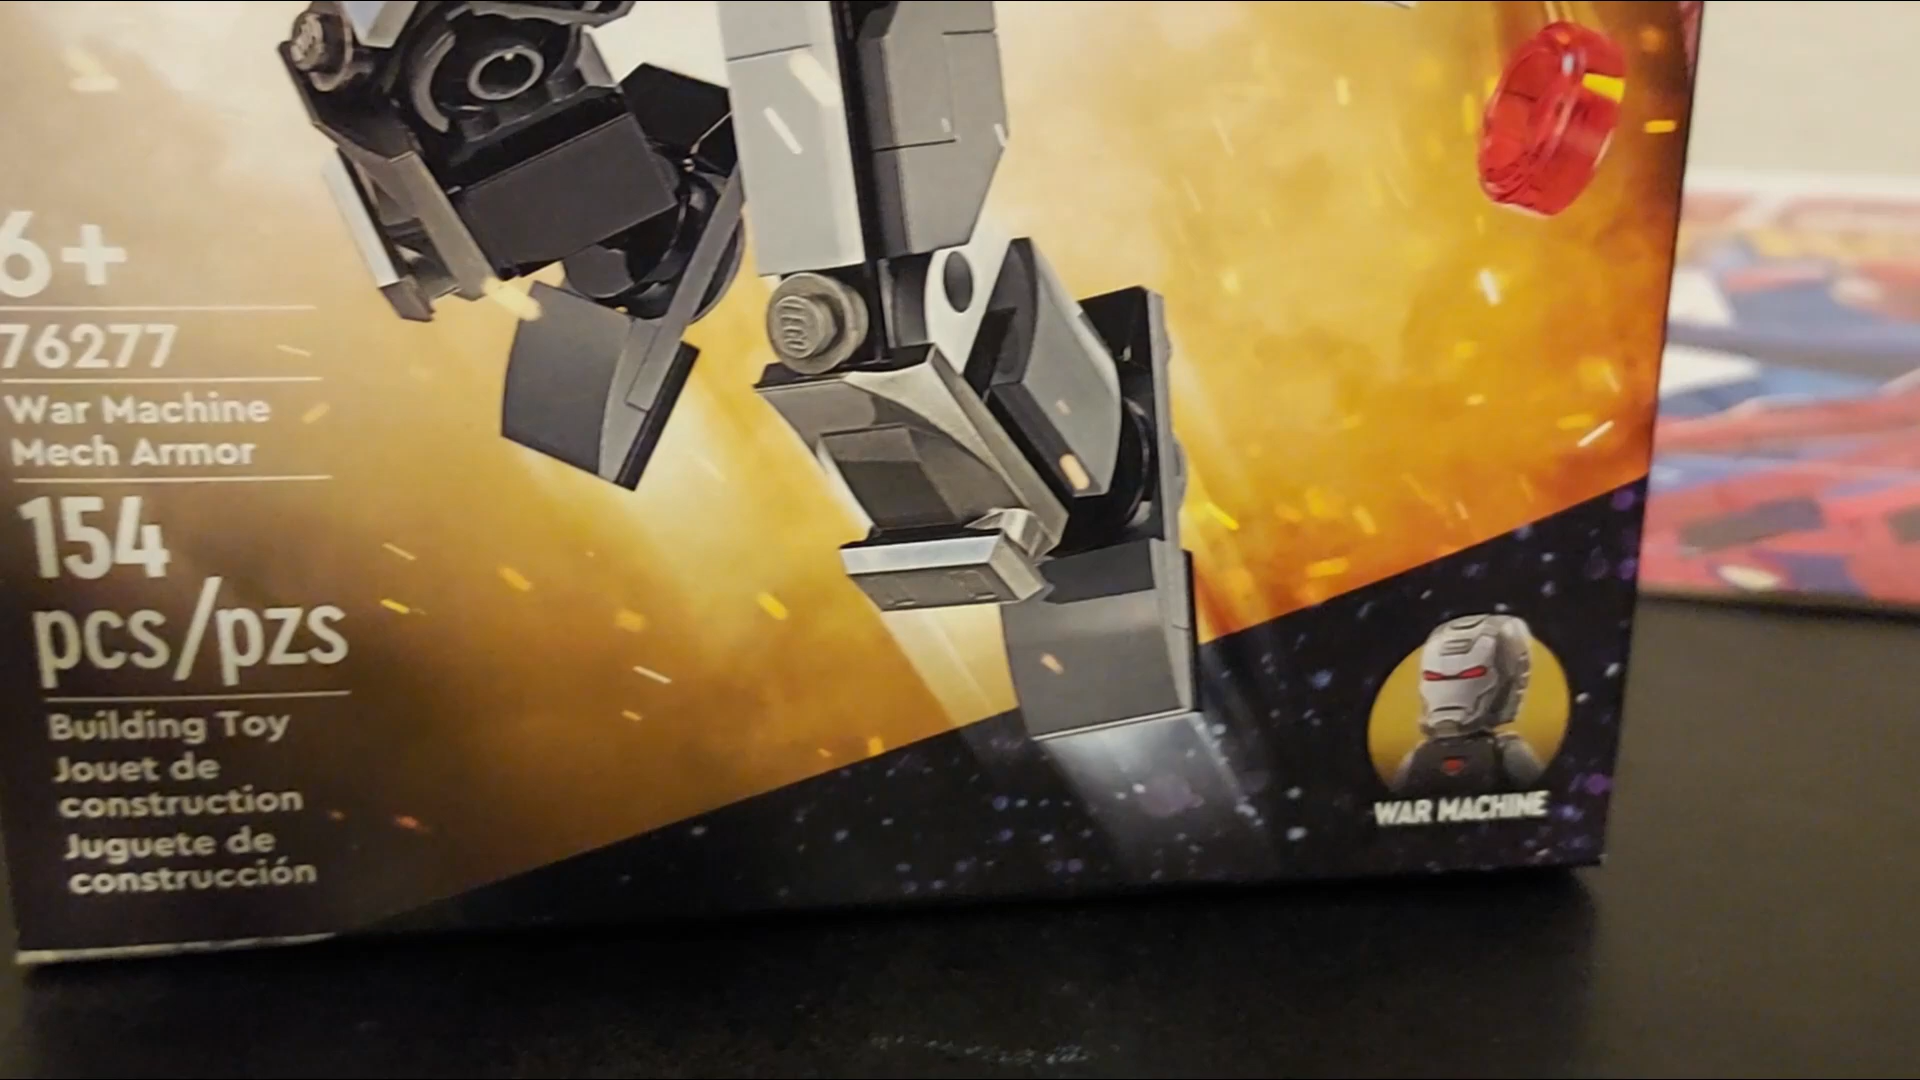 6+
76277
War Machine
Mech Armor
154
pcs/pzs
Building Toy
Jouet de
construction
Juguete de
construcción
WAR MACHINE